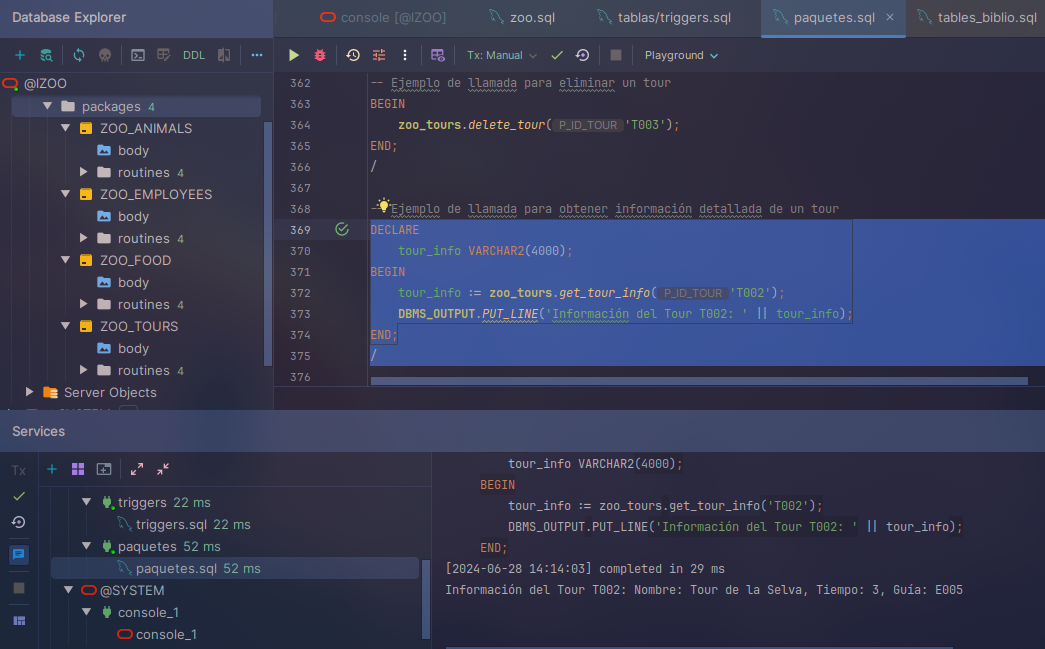 Database Explorer
console [@IZOO]
zoo.sql
tablas/triggers.sql
paquetes.sql
tables_biblio.sql
DDL
Tx: Manual
Playground
@IZOO
packages 4
ZOO_ANIMALS
body
routines 4
ZOO_EMPLOYEES
body
routines 4
ZOO_FOOD
body
routines 4
ZOO_TOURS
body
routines 4
Server Objects
362 -- Ejemplo de llamada para eliminar un tour
363 BEGIN
364 zoo_tours.delete_tour( P_ID_TOUR 'T003');
365 END;
366 /
367
368 -- Ejemplo de llamada para obtener información detallada de un tour
369 DECLARE
370 tour_info VARCHAR2(4000);
371 BEGIN
372 tour_info := zoo_tours.get_tour_info( P_ID_TOUR 'T002');
373 DBMS_OUTPUT.PUT_LINE('Información del Tour T002: ' || tour_info);
374 END;
375 /
376
Services
Tx
triggers 22 ms
triggers.sql 22 ms
paquetes 52 ms
paquetes.sql 52 ms
@SYSTEM
console_1
console_1
tour_info VARCHAR2(4000);
BEGIN
tour_info := zoo_tours.get_tour_info('T002');
DBMS_OUTPUT.PUT_LINE('Información del Tour T002: ' || tour_info);
END;
[2024-06-28 14:14:03] completed in 29 ms
Información del Tour T002: Nombre: Tour de la Selva, Tiempo: 3, Guía: E005